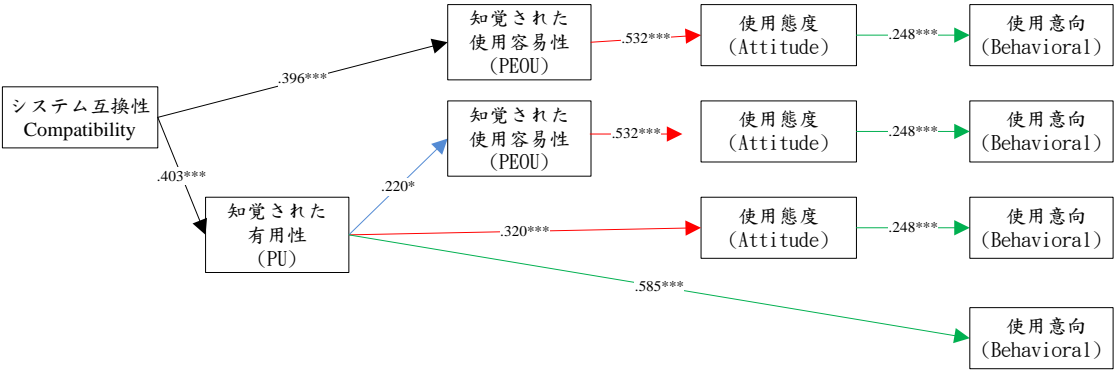 知覚された
使用容易性
(PEOU)
使用態度
(Attitude)
使用意向
(Behavioral)
.532***
.248***
.396***
システム互換性
Compatibility
知覚された
使用容易性
(PEOU)
使用態度
(Attitude)
使用意向
(Behavioral)
.532***
.248***
.403***
.220*
知覚された
有用性
(PU)
使用態度
(Attitude)
使用意向
(Behavioral)
.320***
.248***
.585***
使用意向
(Behavioral)